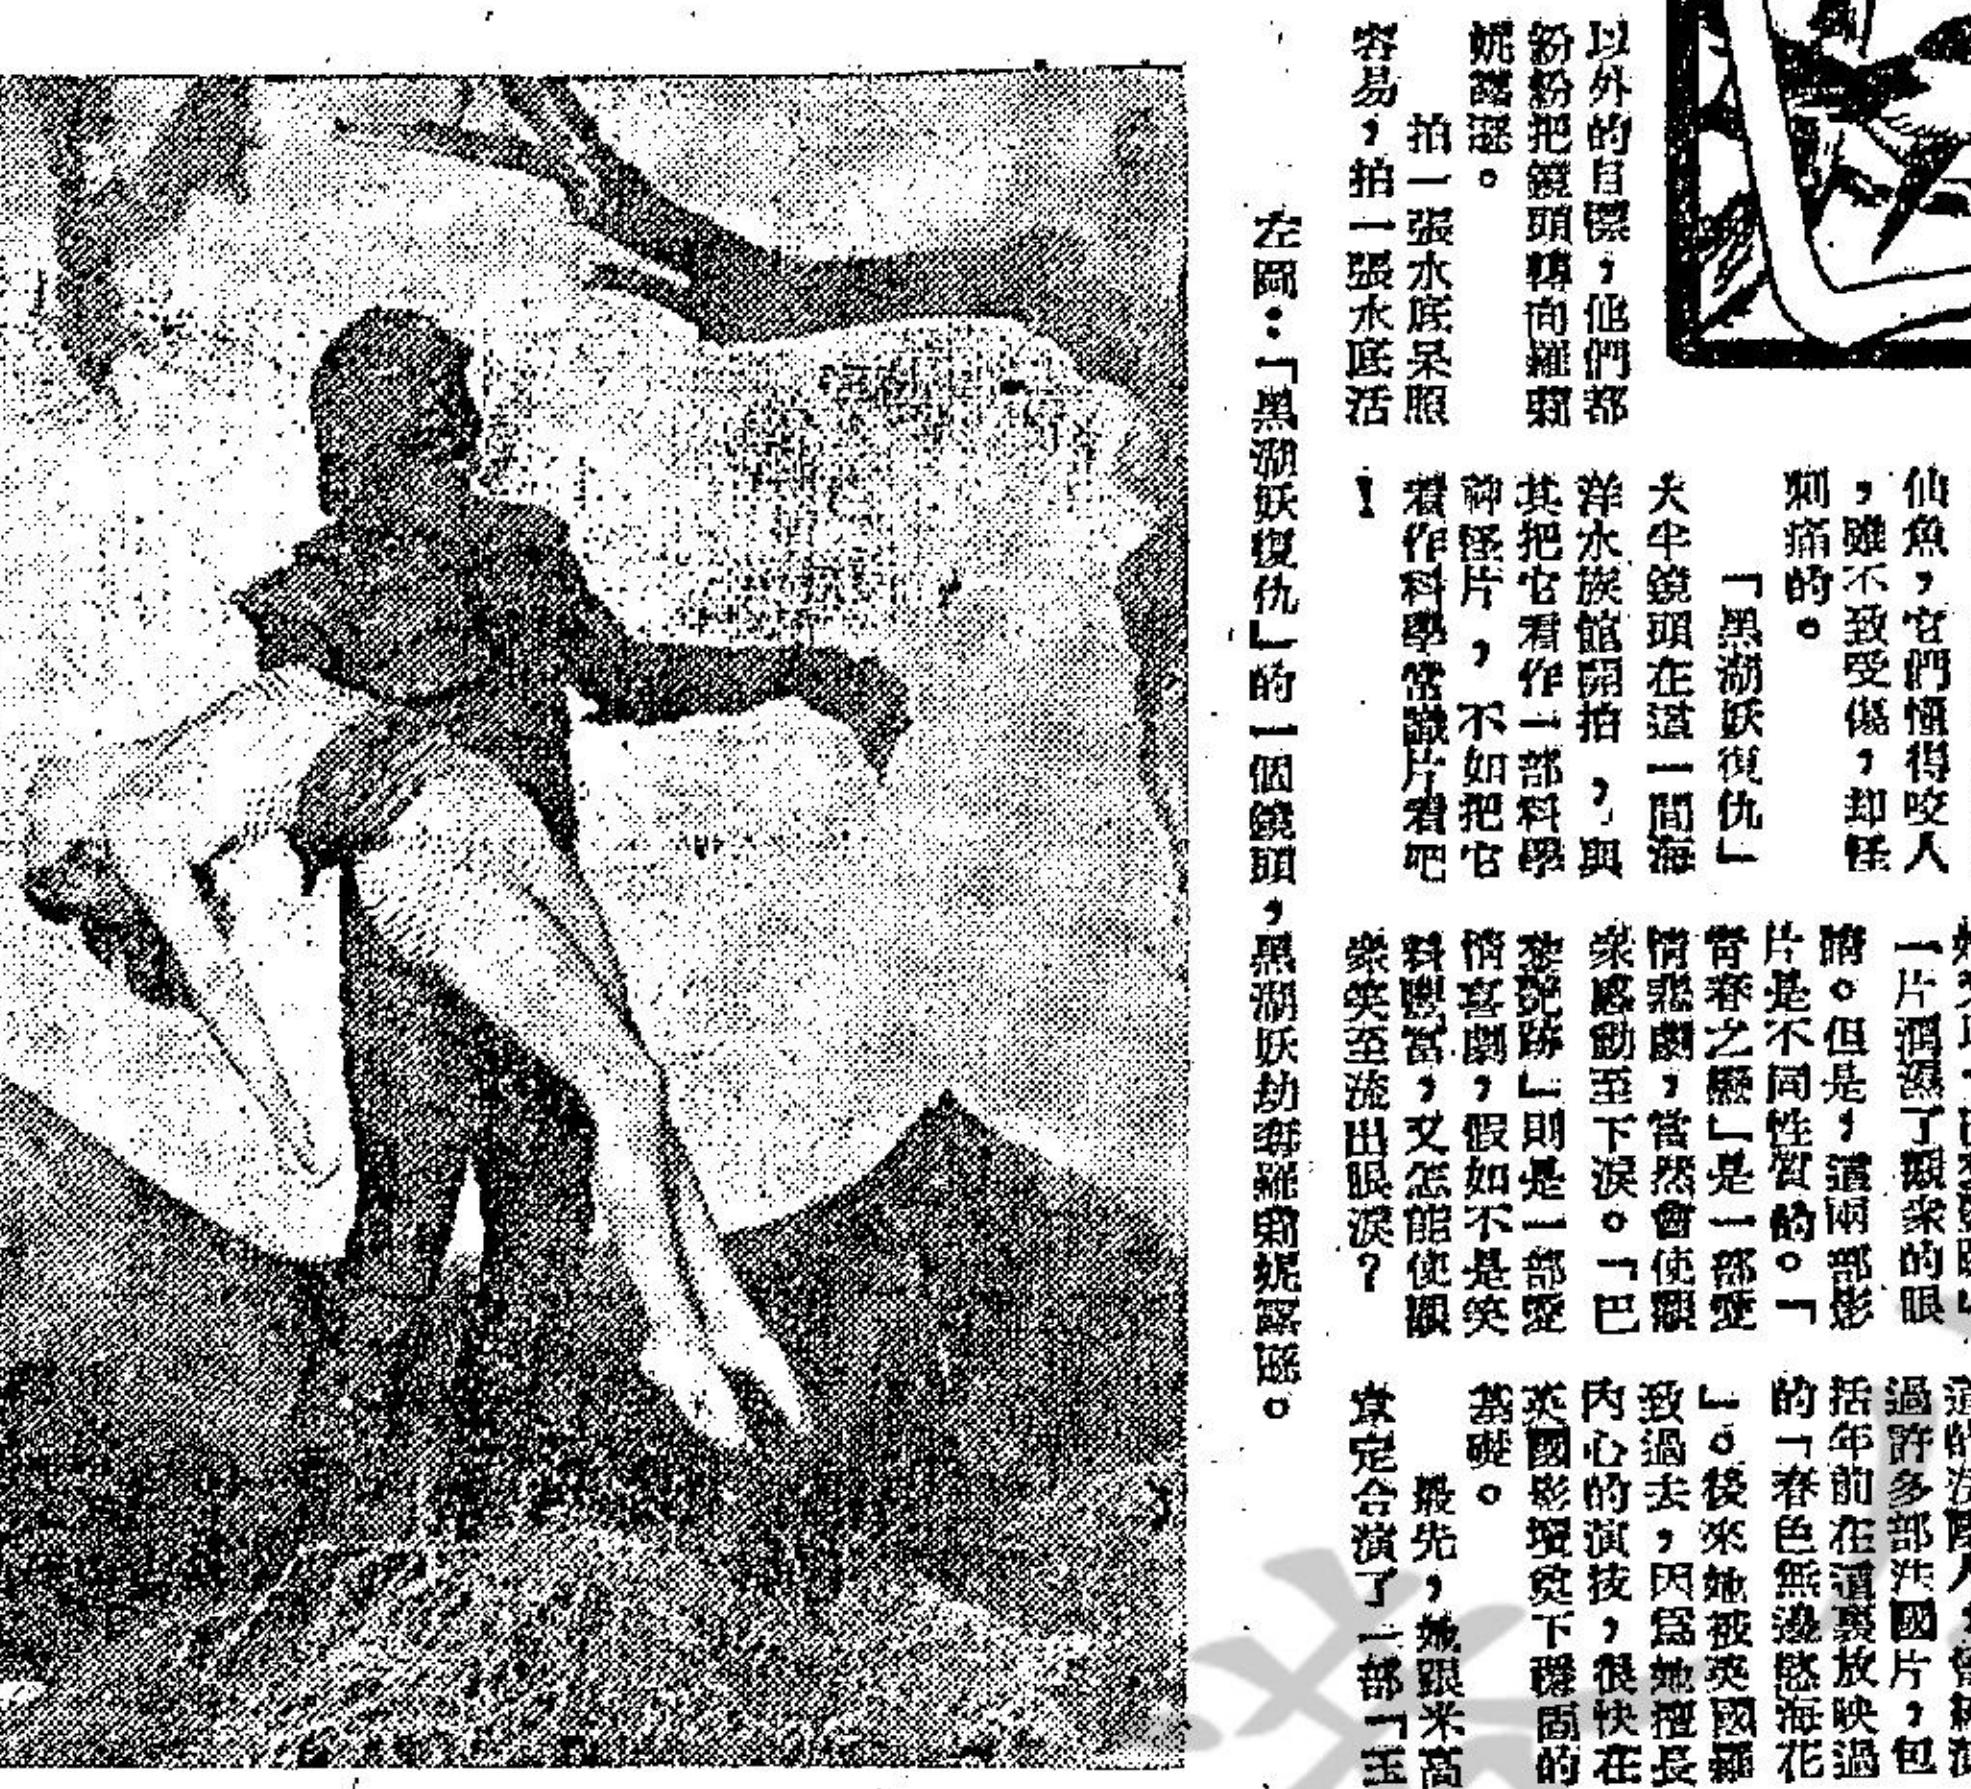 以外的目標，他們都
紛紛把鏡頭轉向羅莉
妮露遜。
拍一張水底呆照
容易，拍一張水底活
仙魚，它們懂得咬人
，雖不致受傷，却怪
刺痛的。
「黑湖妖復仇」
大半鏡頭在這一間海
洋水族館開拍，與
其把它看作一部科學
神怪片，不如把它
看作科學常識片看吧
！
一片濡濕了觀衆的眼
睛。但是，這兩部影
片是不同性質的。「
青春之戀」是一部愛
情悲劇，當然會使觀
衆感動至下淚。「巴
黎 跡」則是一部愛
情喜劇，假如不是笑
料豐富，又怎能使觀
衆笑至流出眼淚？
過許多部法國片，包
括年前在這裏放映過
的「春色無邊慾海花
」。後來她被英國羅
致過去，因爲她擅長
內心的演技，很快在
英國影壇奠下穩固的
基礎。
最先，她跟米高
韋定合演了一部「玉
左圖：「黑湖妖復仇」的一個鏡頭，黑湖妖劫奪羅莉妮露遜。